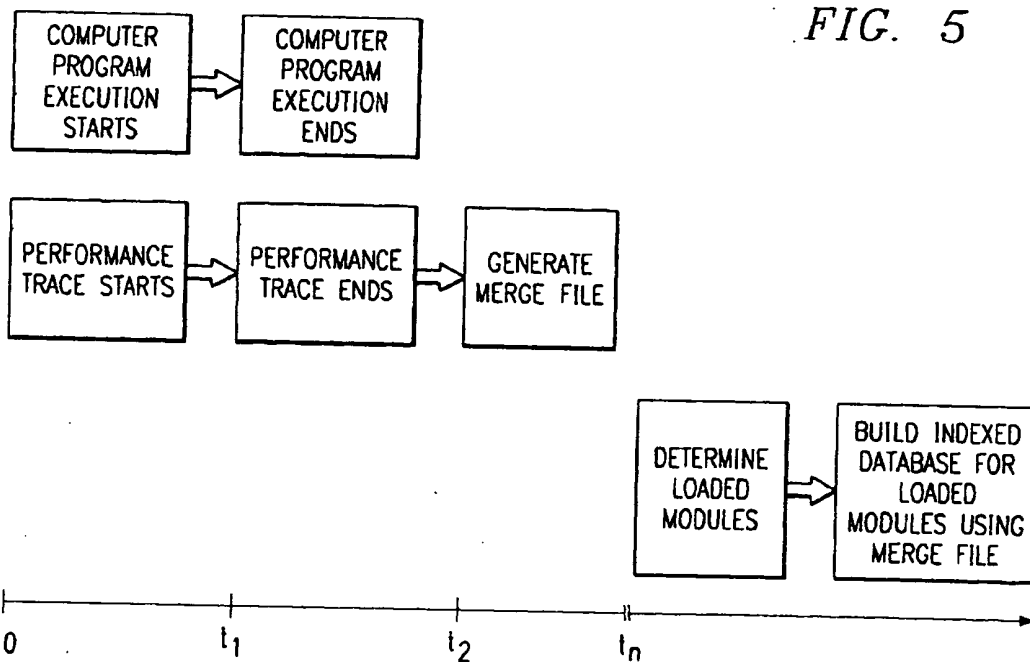 FIG. 5
COMPUTER
PROGRAM
EXECUTION
STARTS
COMPUTER
PROGRAM
EXECUTION
ENDS
PERFORMANCE
TRACE STARTS
PERFORMANCE
TRACE ENDS
GENERATE
MERGE FILE
DETERMINE
LOADED
MODULES
BUILD INDEXED
DATABASE FOR
LOADED
MODULES USING
MERGE FILE
0
t1
t2
tn